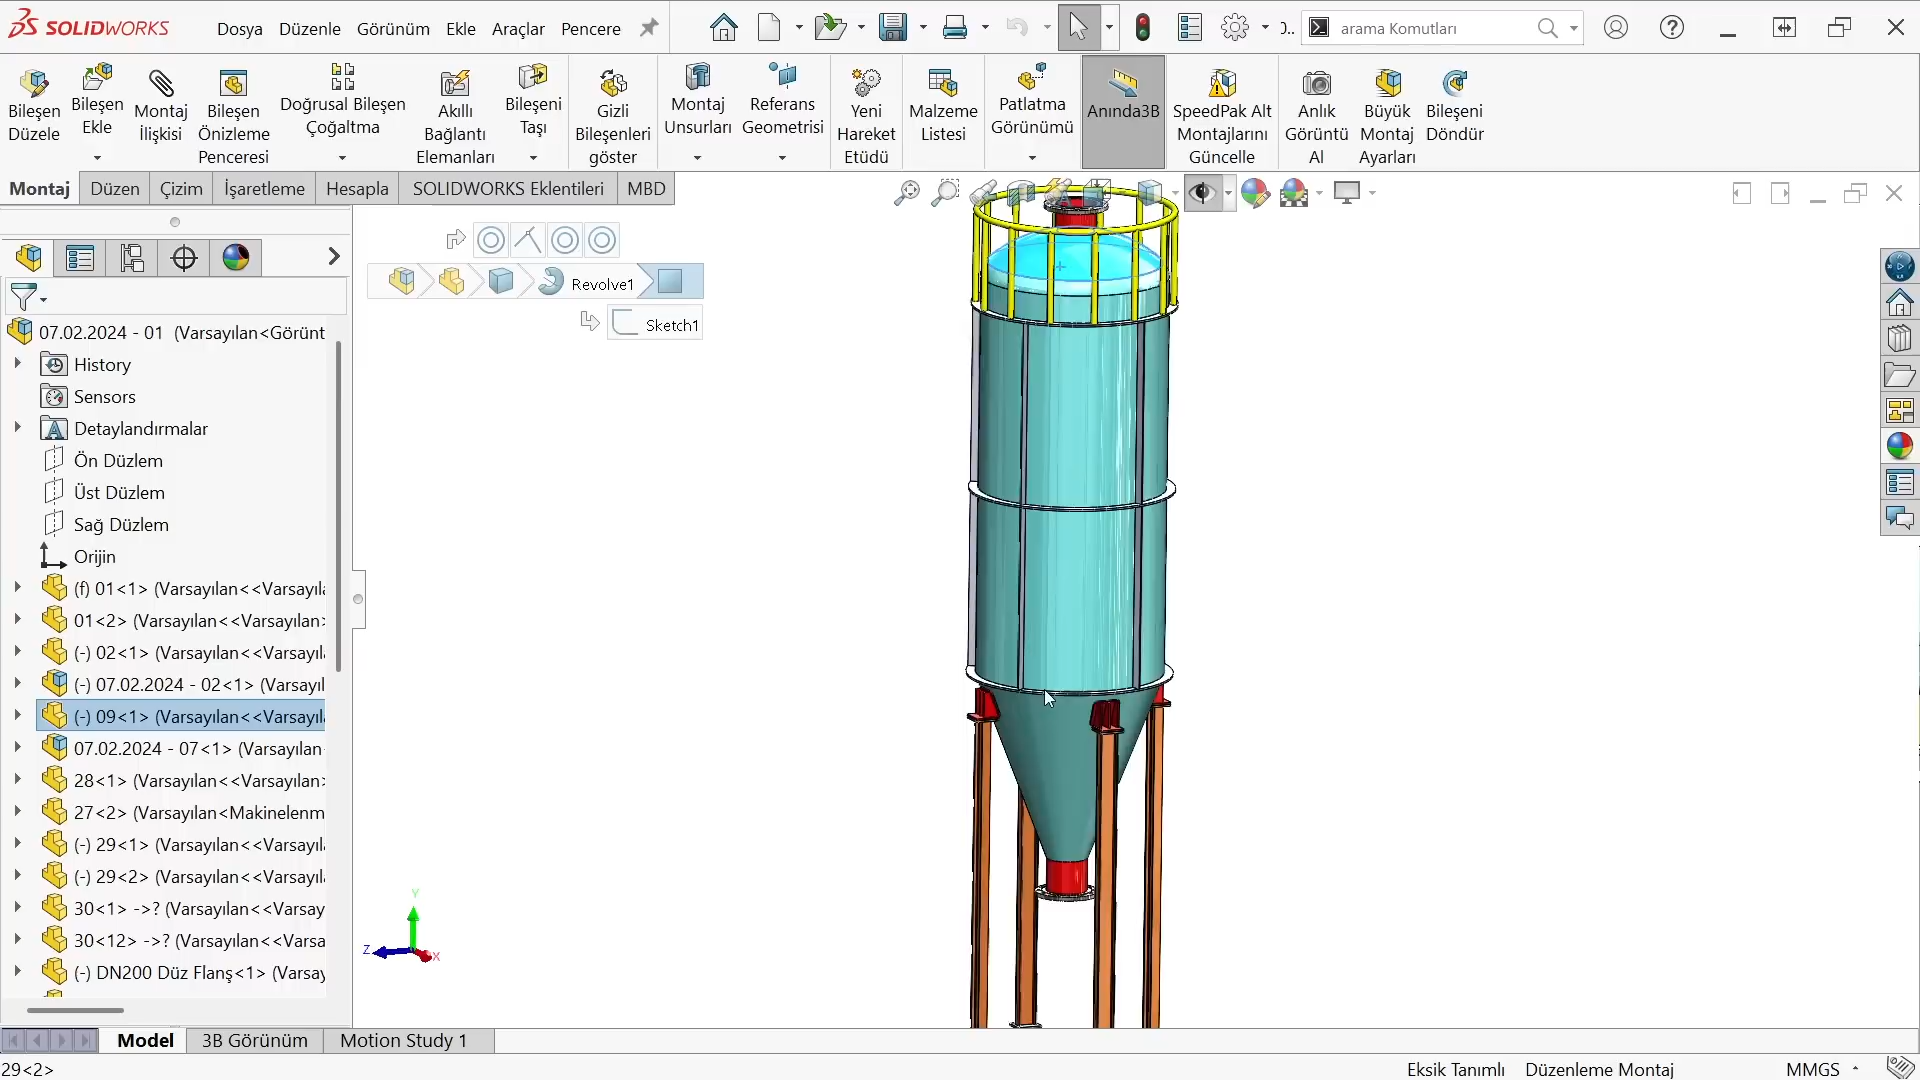 SOLIDWORKS
Dosya Düzenle Görünüm Ekle Araçlar Pencere
arama Komutları
Bileşen Düzele
Bileşen Ekle
Montaj İlişkisi
Bileşen Önizleme Penceresi
Doğrusal Bileşen Çoğaltma
Akıllı Bağlantı Elemanları
Bileşeni Taşı
Gizli Bileşenleri göster
Montaj Unsurları
Referans Geometrisi
Yeni Hareket Etüdü
Malzeme Listesi
Patlatma Görünümü
Anında3B
SpeedPak Alt Montajlarını Güncelle
Anlık Görüntü Al
Büyük Montaj Ayarları
Bileşeni Döndür
Montaj Düzen Çizim İşaretleme Hesapla SOLIDWORKS Eklentileri MBD
Revolve1
Sketch1
07.02.2024 - 01 (Varsayılan<Görünt
History
Sensors
Detaylandırmalar
Ön Düzlem
Üst Düzlem
Sağ Düzlem
Orijin
(f) 01<1> (Varsayılan<<Varsayıla
01<2> (Varsayılan<<Varsayılan>
(-) 02<1> (Varsayılan<<Varsayıl
(-) 07.02.2024 - 02<1> (Varsayıl
(-) 09<1> (Varsayılan<<Varsayıl
07.02.2024 - 07<1> (Varsayılan
28<1> (Varsayılan<<Varsayılan>
27<2> (Varsayılan<Makinelenm
(-) 29<1> (Varsayılan<<Varsayıl
(-) 29<2> (Varsayılan<<Varsayıl
30<1> ->? (Varsayılan<<Varsay
30<12> ->? (Varsayılan<<Varsa
(-) DN200 Düz Flanş<1> (Varsay
Y
Z
X
Model 3B Görünüm Motion Study 1
29<2>
Eksik Tanımlı Düzenleme Montaj MMGS